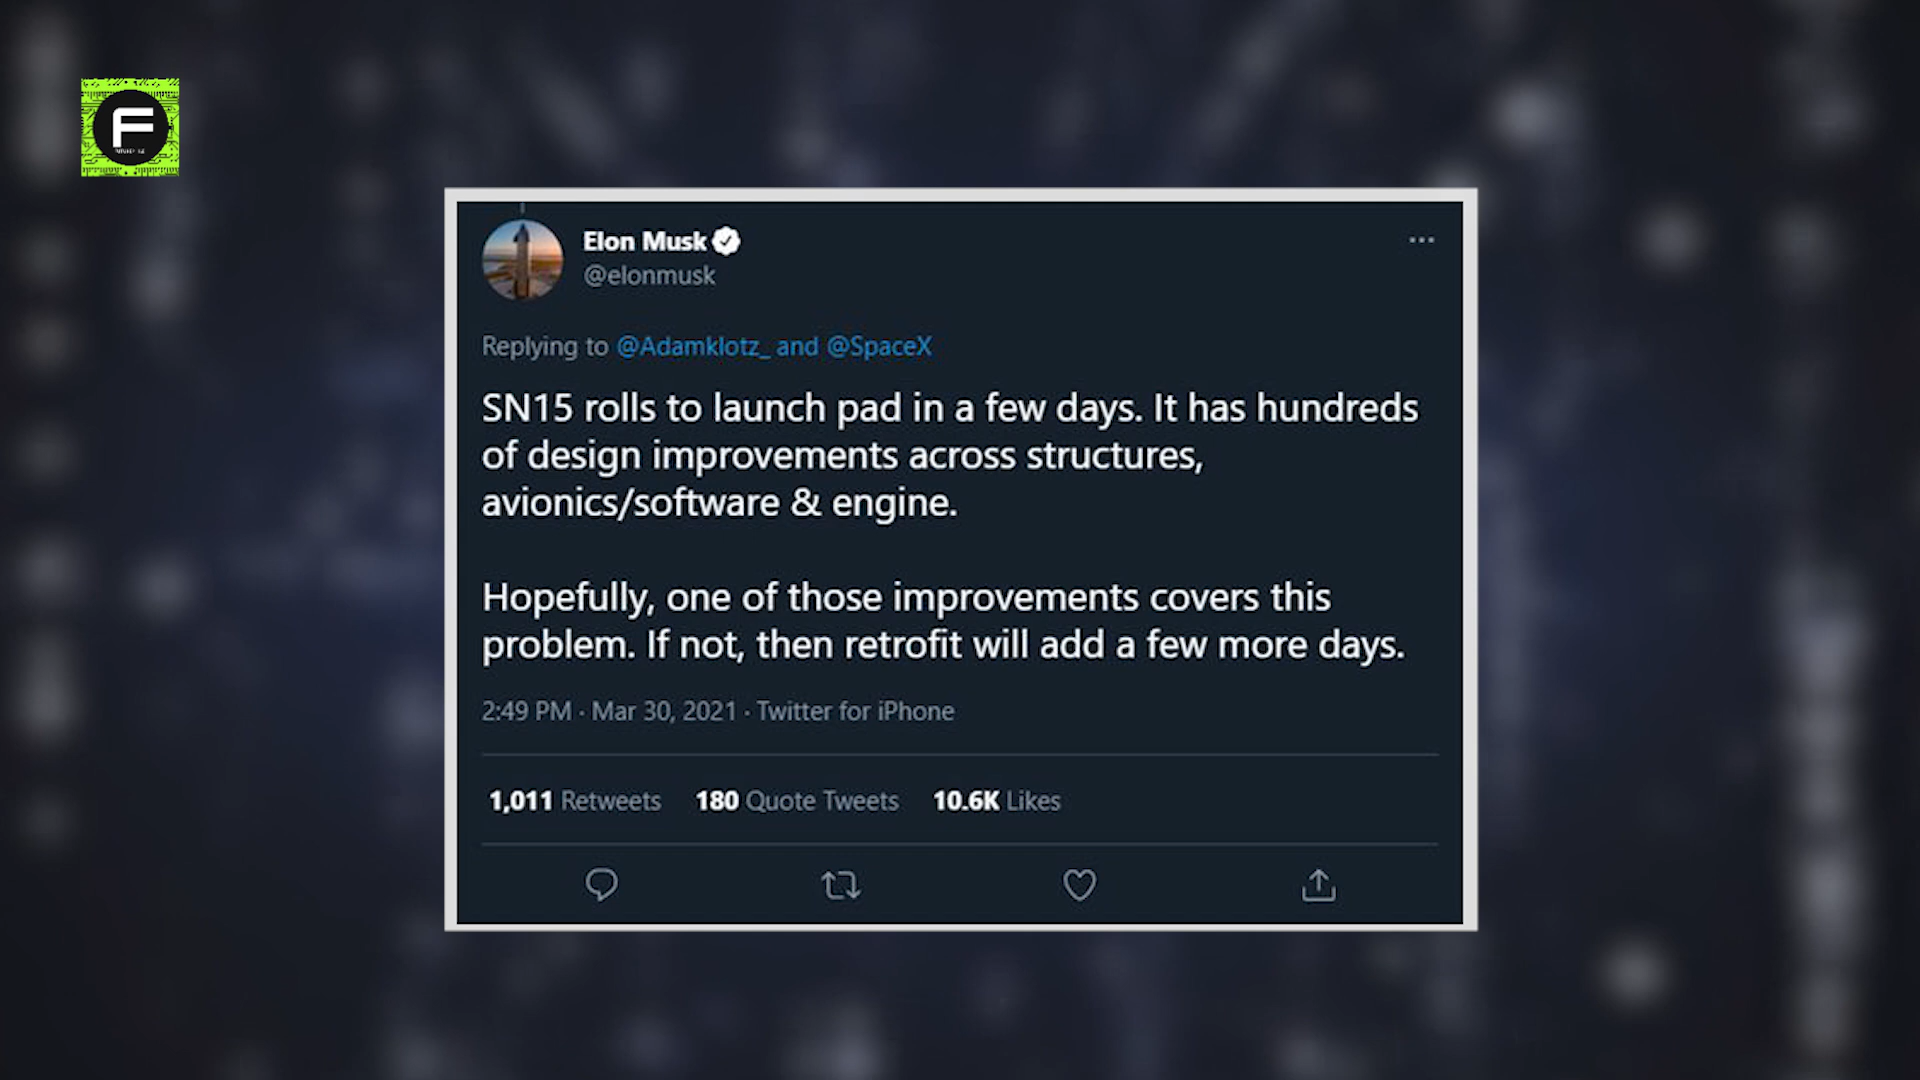 F
Elon Musk
@elonmusk
Replying to @Adamklotz_ and @SpaceX
SN15 rolls to launch pad in a few days. It has hundreds
of design improvements across structures,
avionics/software & engine.
Hopefully, one of those improvements covers this
problem. If not, then retrofit will add a few more days.
2:49 PM · Mar 30, 2021 · Twitter for iPhone
1,011 Retweets 180 Quote Tweets 10.6K Likes